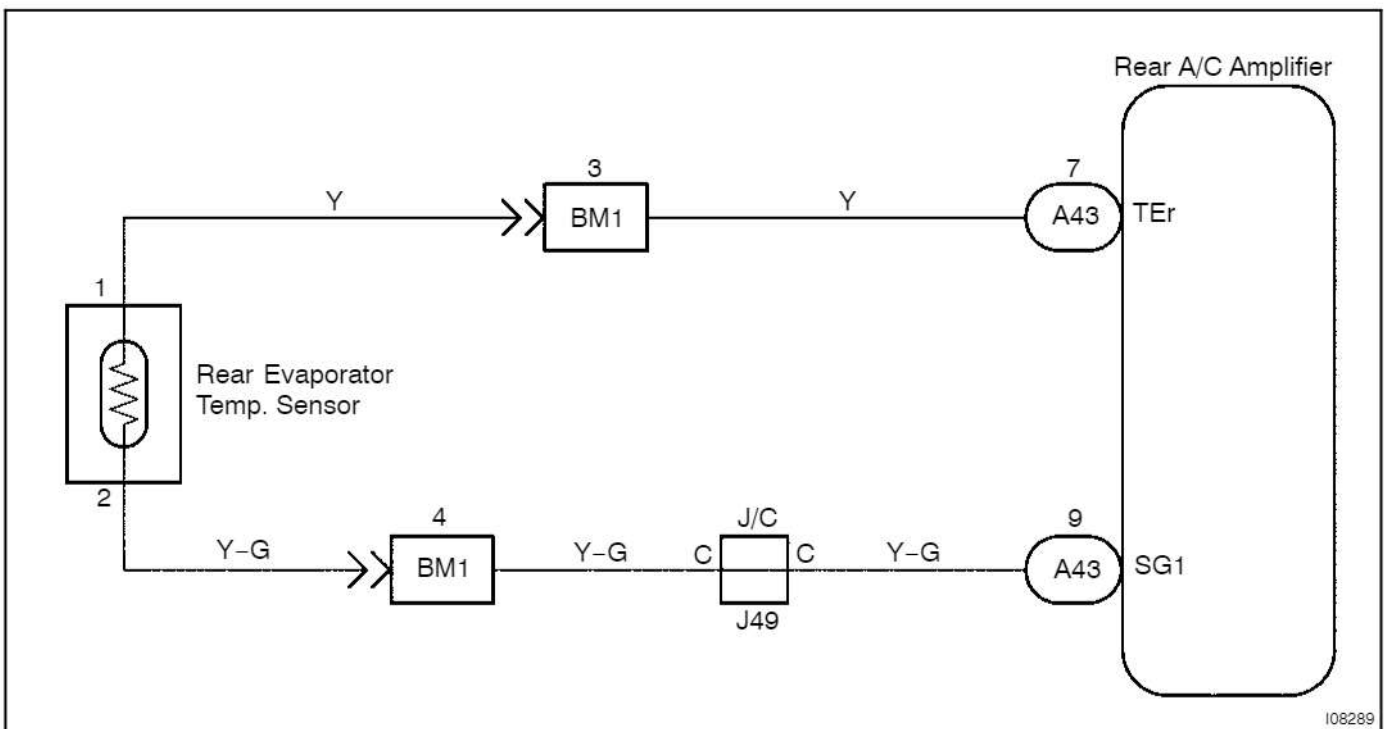 Rear A/C Amplifier
3
7
Y
BM1
Y
A43
TEr
1
Rear Evaporator
Temp. Sensor
2
4
J/C
9
Y–G
BM1
Y–G
C
C
Y–G
A43
SG1
J49
I08289